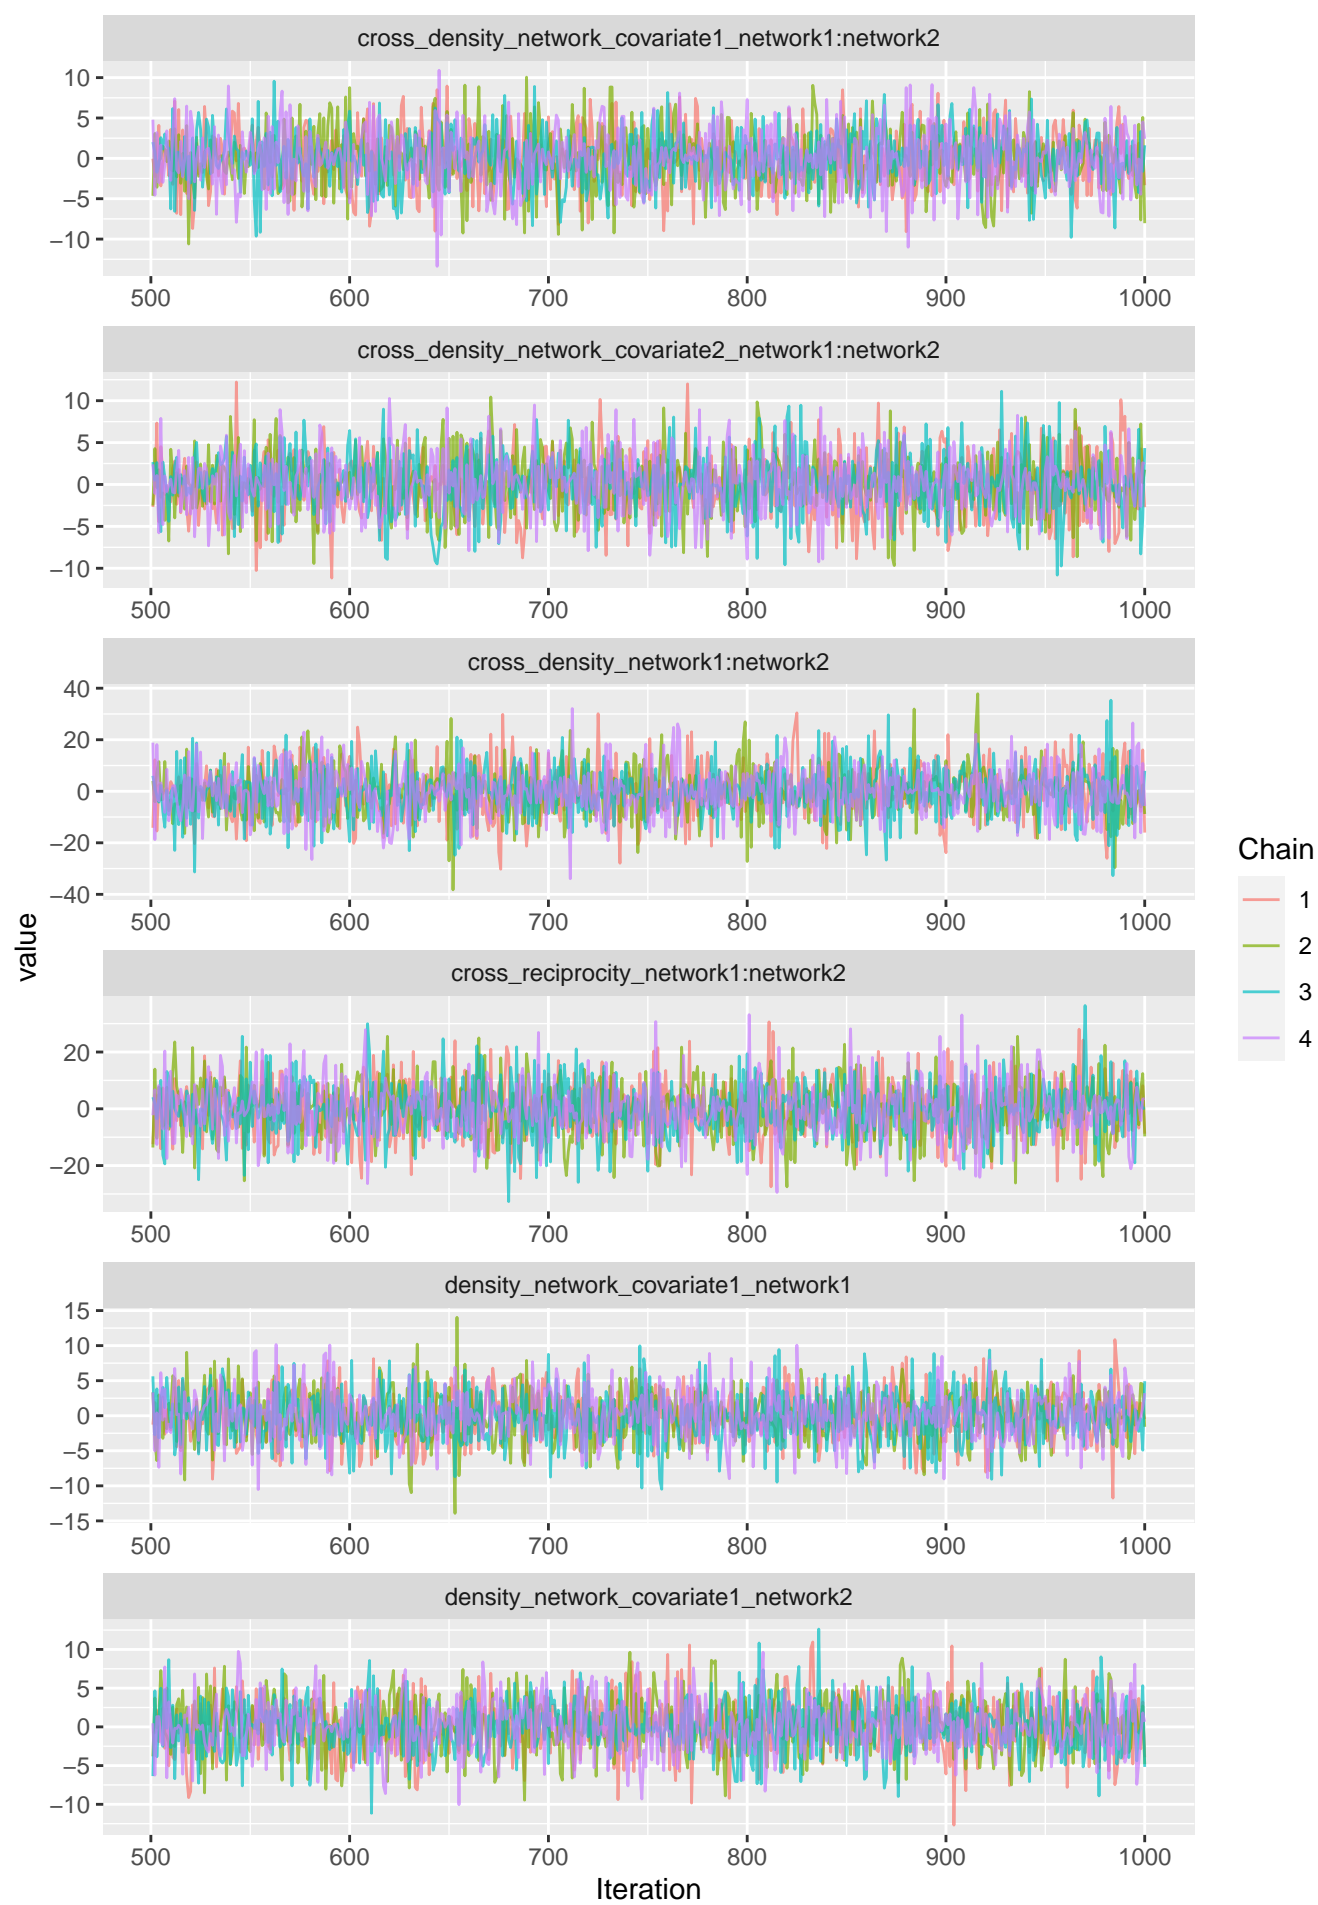 cross_density_network_covariate1_network1:network2
10
5
0
−5
−10
500 600 700 800 900 1000
cross_density_network_covariate2_network1:network2
10
5
0
−5
−10
500 600 700 800 900 1000
cross_density_network1:network2
40
20
0
−20
−40
500 600 700 800 900 1000
cross_reciprocity_network1:network2
20
0
−20
500 600 700 800 900 1000
density_network_covariate1_network1
15
10
5
0
−5
−10
−15
500 600 700 800 900 1000
density_network_covariate1_network2
10
5
0
−5
−10
500 600 700 800 900 1000
Iteration
value
Chain
1
2
3
4